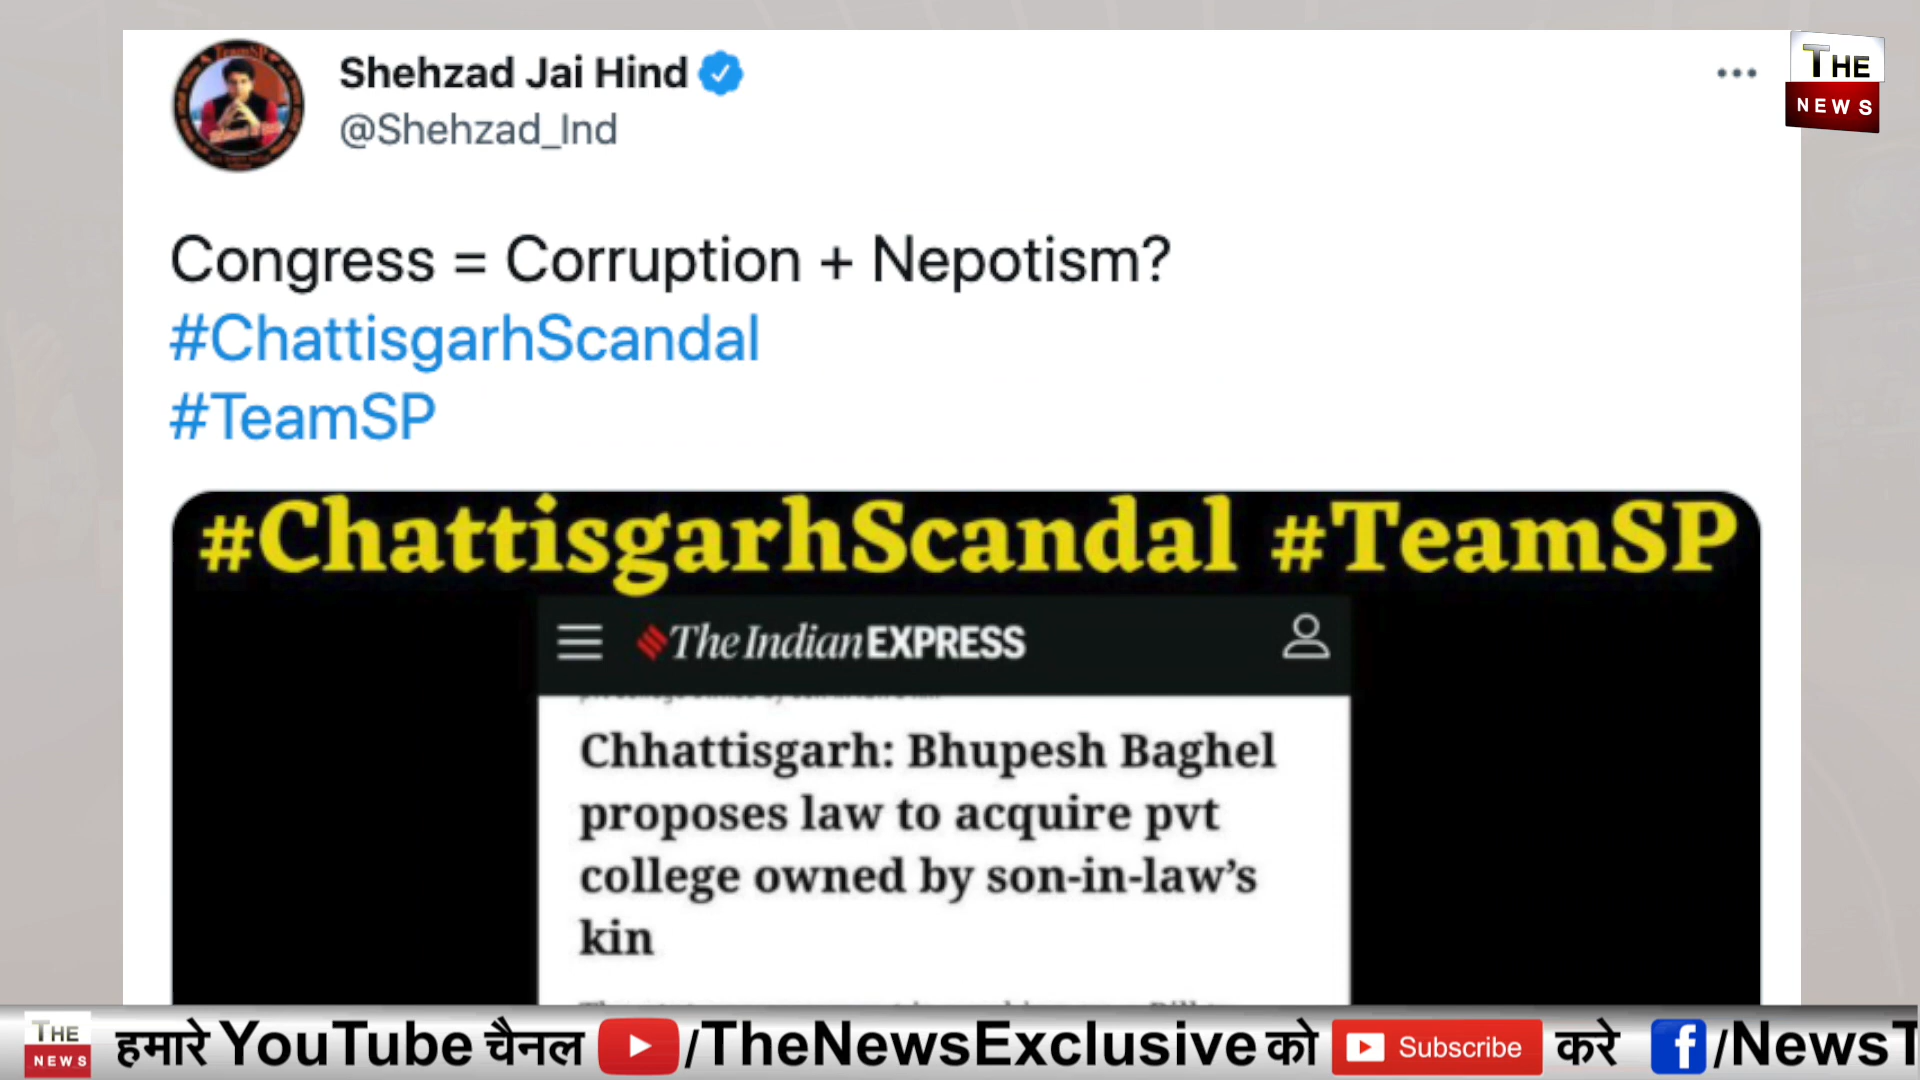 Shehzad Jai Hind
@Shehzad_Ind
THE
NEWS
Congress = Corruption + Nepotism?
#ChattisgarhScandal
#TeamSP
#ChattisgarhScandal #TeamSP
The Indian EXPRESS
Chhattisgarh: Bhupesh Baghel
proposes law to acquire pvt
college owned by son-in-law’s
kin
THE
NEWS
हमारे YouTube चैनल /TheNewsExclusive को Subscribe करे f /NewsT